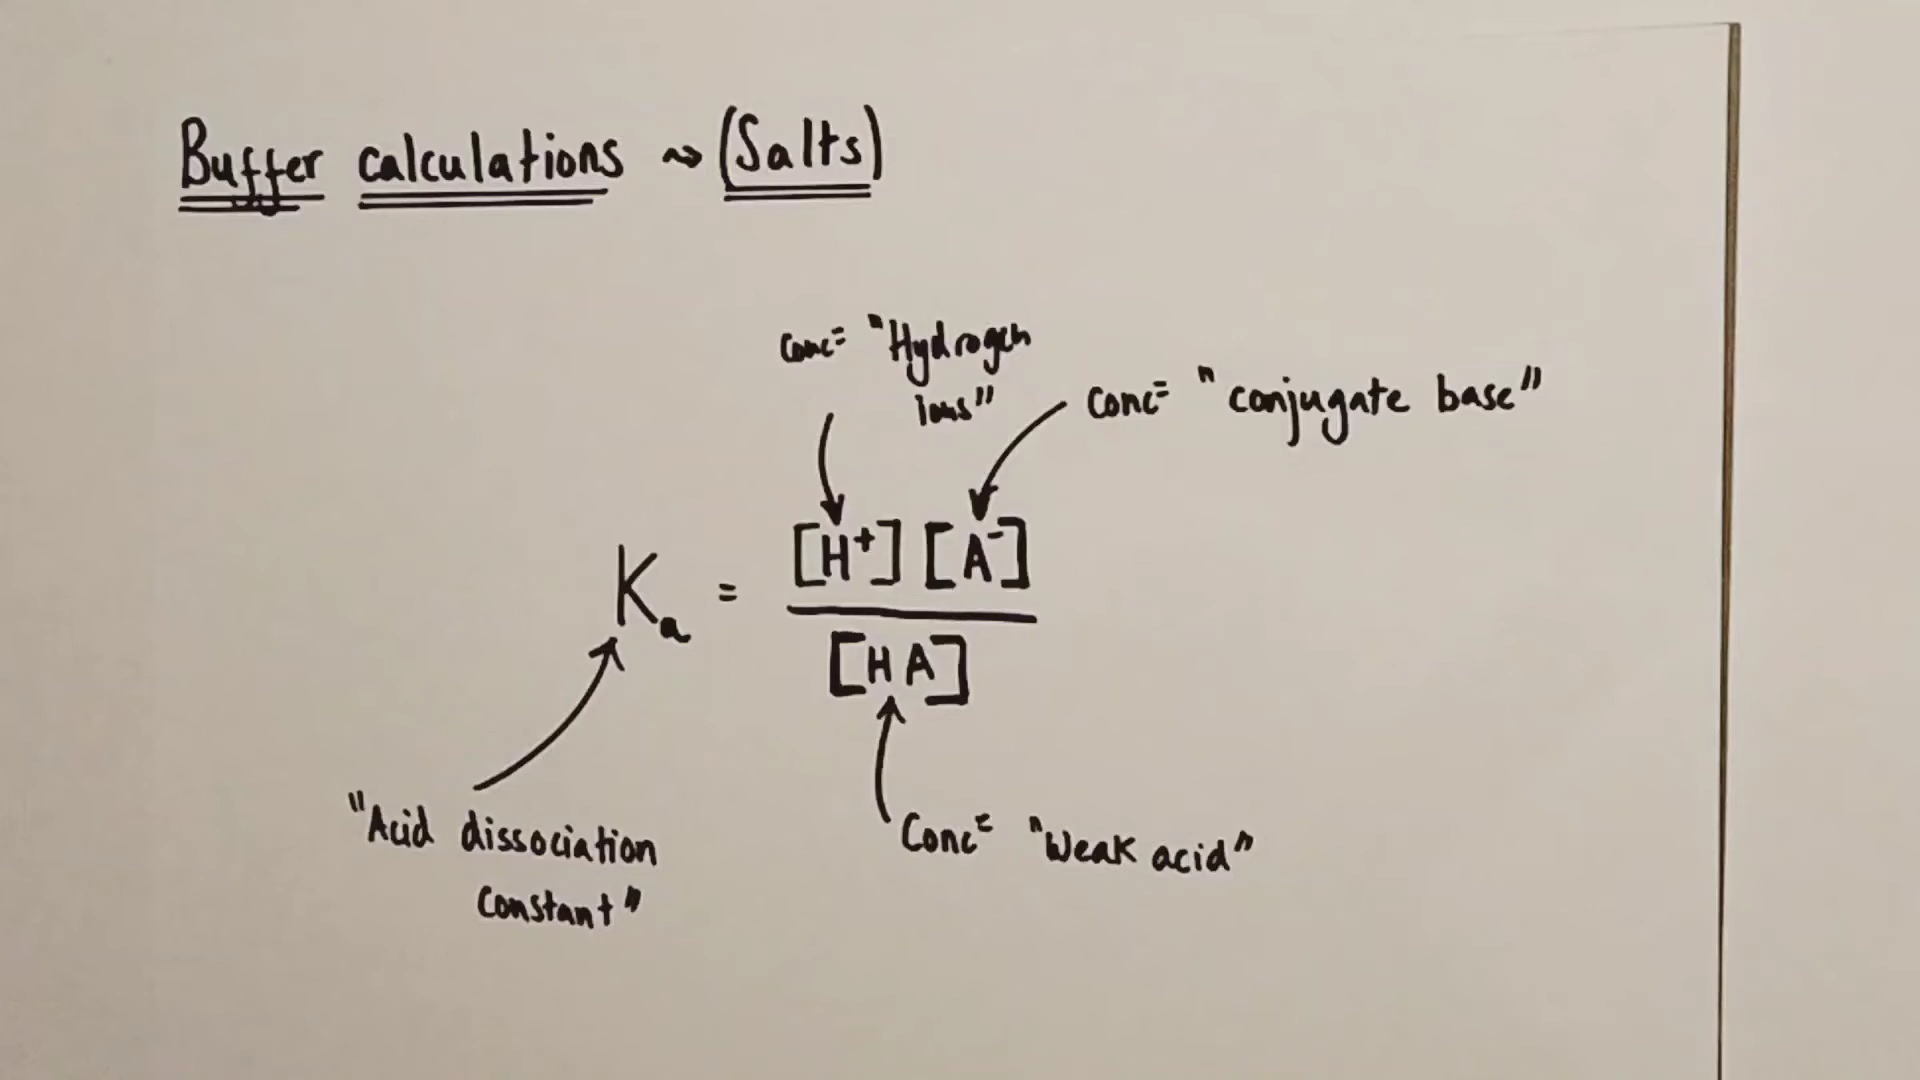 Buffer calculations ~> (Salts)
Conc= "Hydrogen
ions"
Conc= "conjugate base"
Ka = [H+] [A-]
[HA]
"Acid dissociation
constant"
Conc= "Weak acid"